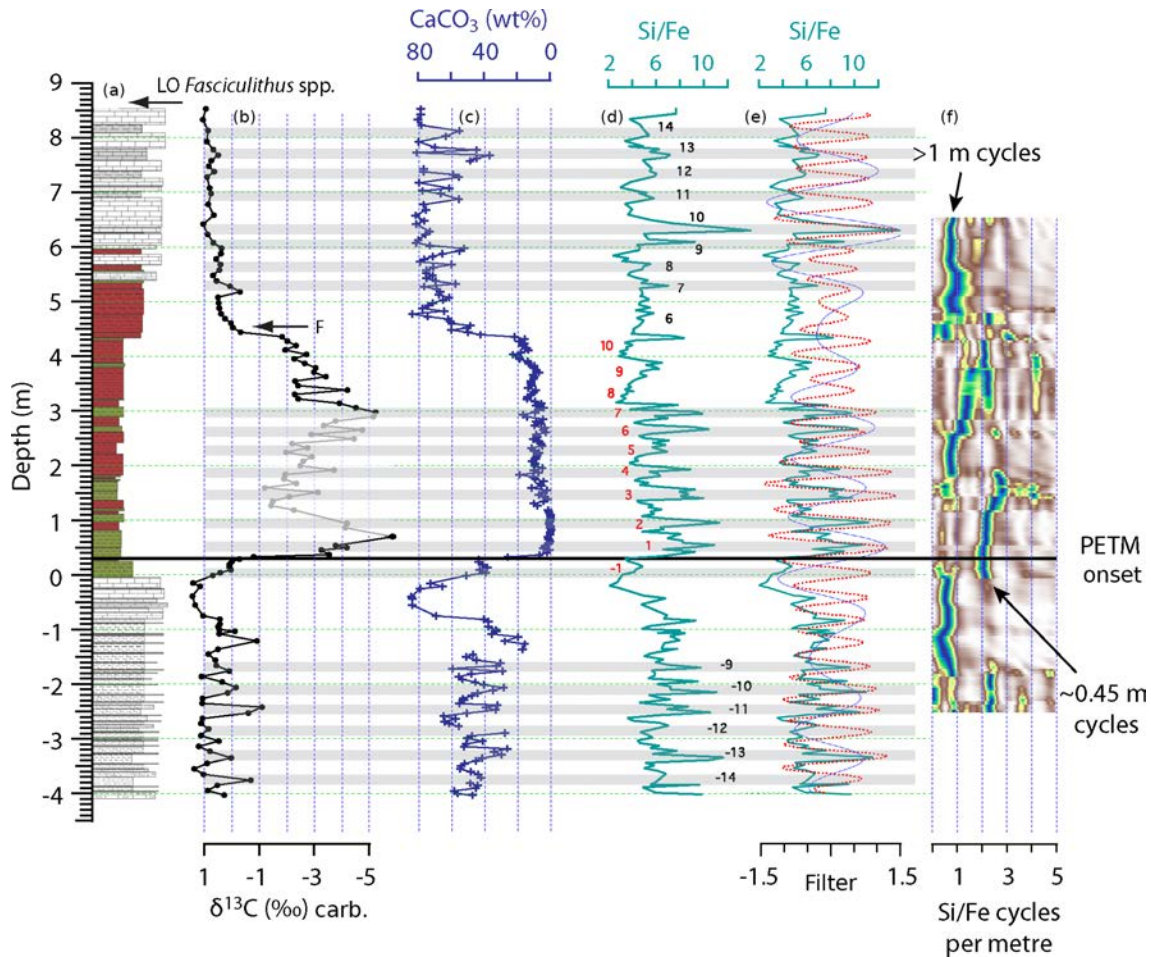 CaCO3 (wt%)
80 40 0
Si/Fe
2 6 10
Si/Fe
2 6 10
(a)
LO Fasciculithus spp.
(b)
(c)
(d)
(e)
(f)
Depth (m)
9
8
7
6
5
4
3
2
1
0
-1
-2
-3
-4
F
14
13
12
11
10
9
8
7
6
10
9
8
7
6
5
4
3
2
1
-1
-9
-10
-11
-12
-13
-14
>1 m cycles
PETM
onset
~0.45 m
cycles
1 -1 -3 -5
δ13C (‰) carb.
-1.5 1.5
Filter
1 3 5
Si/Fe cycles
per metre